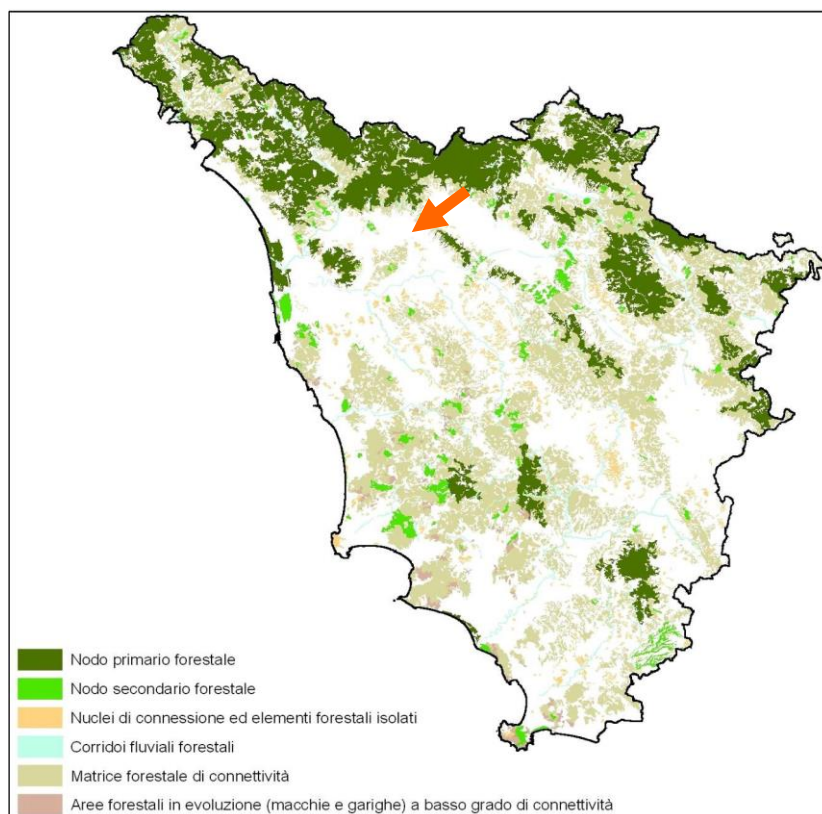 Nodo primario forestale
Nodo secondario forestale
Nuclei di connessione ed elementi forestali isolati
Corridoi fluviali forestali
Matrice forestale di connettività
Aree forestali in evoluzione (macchie e garighe) a basso grado di connettività